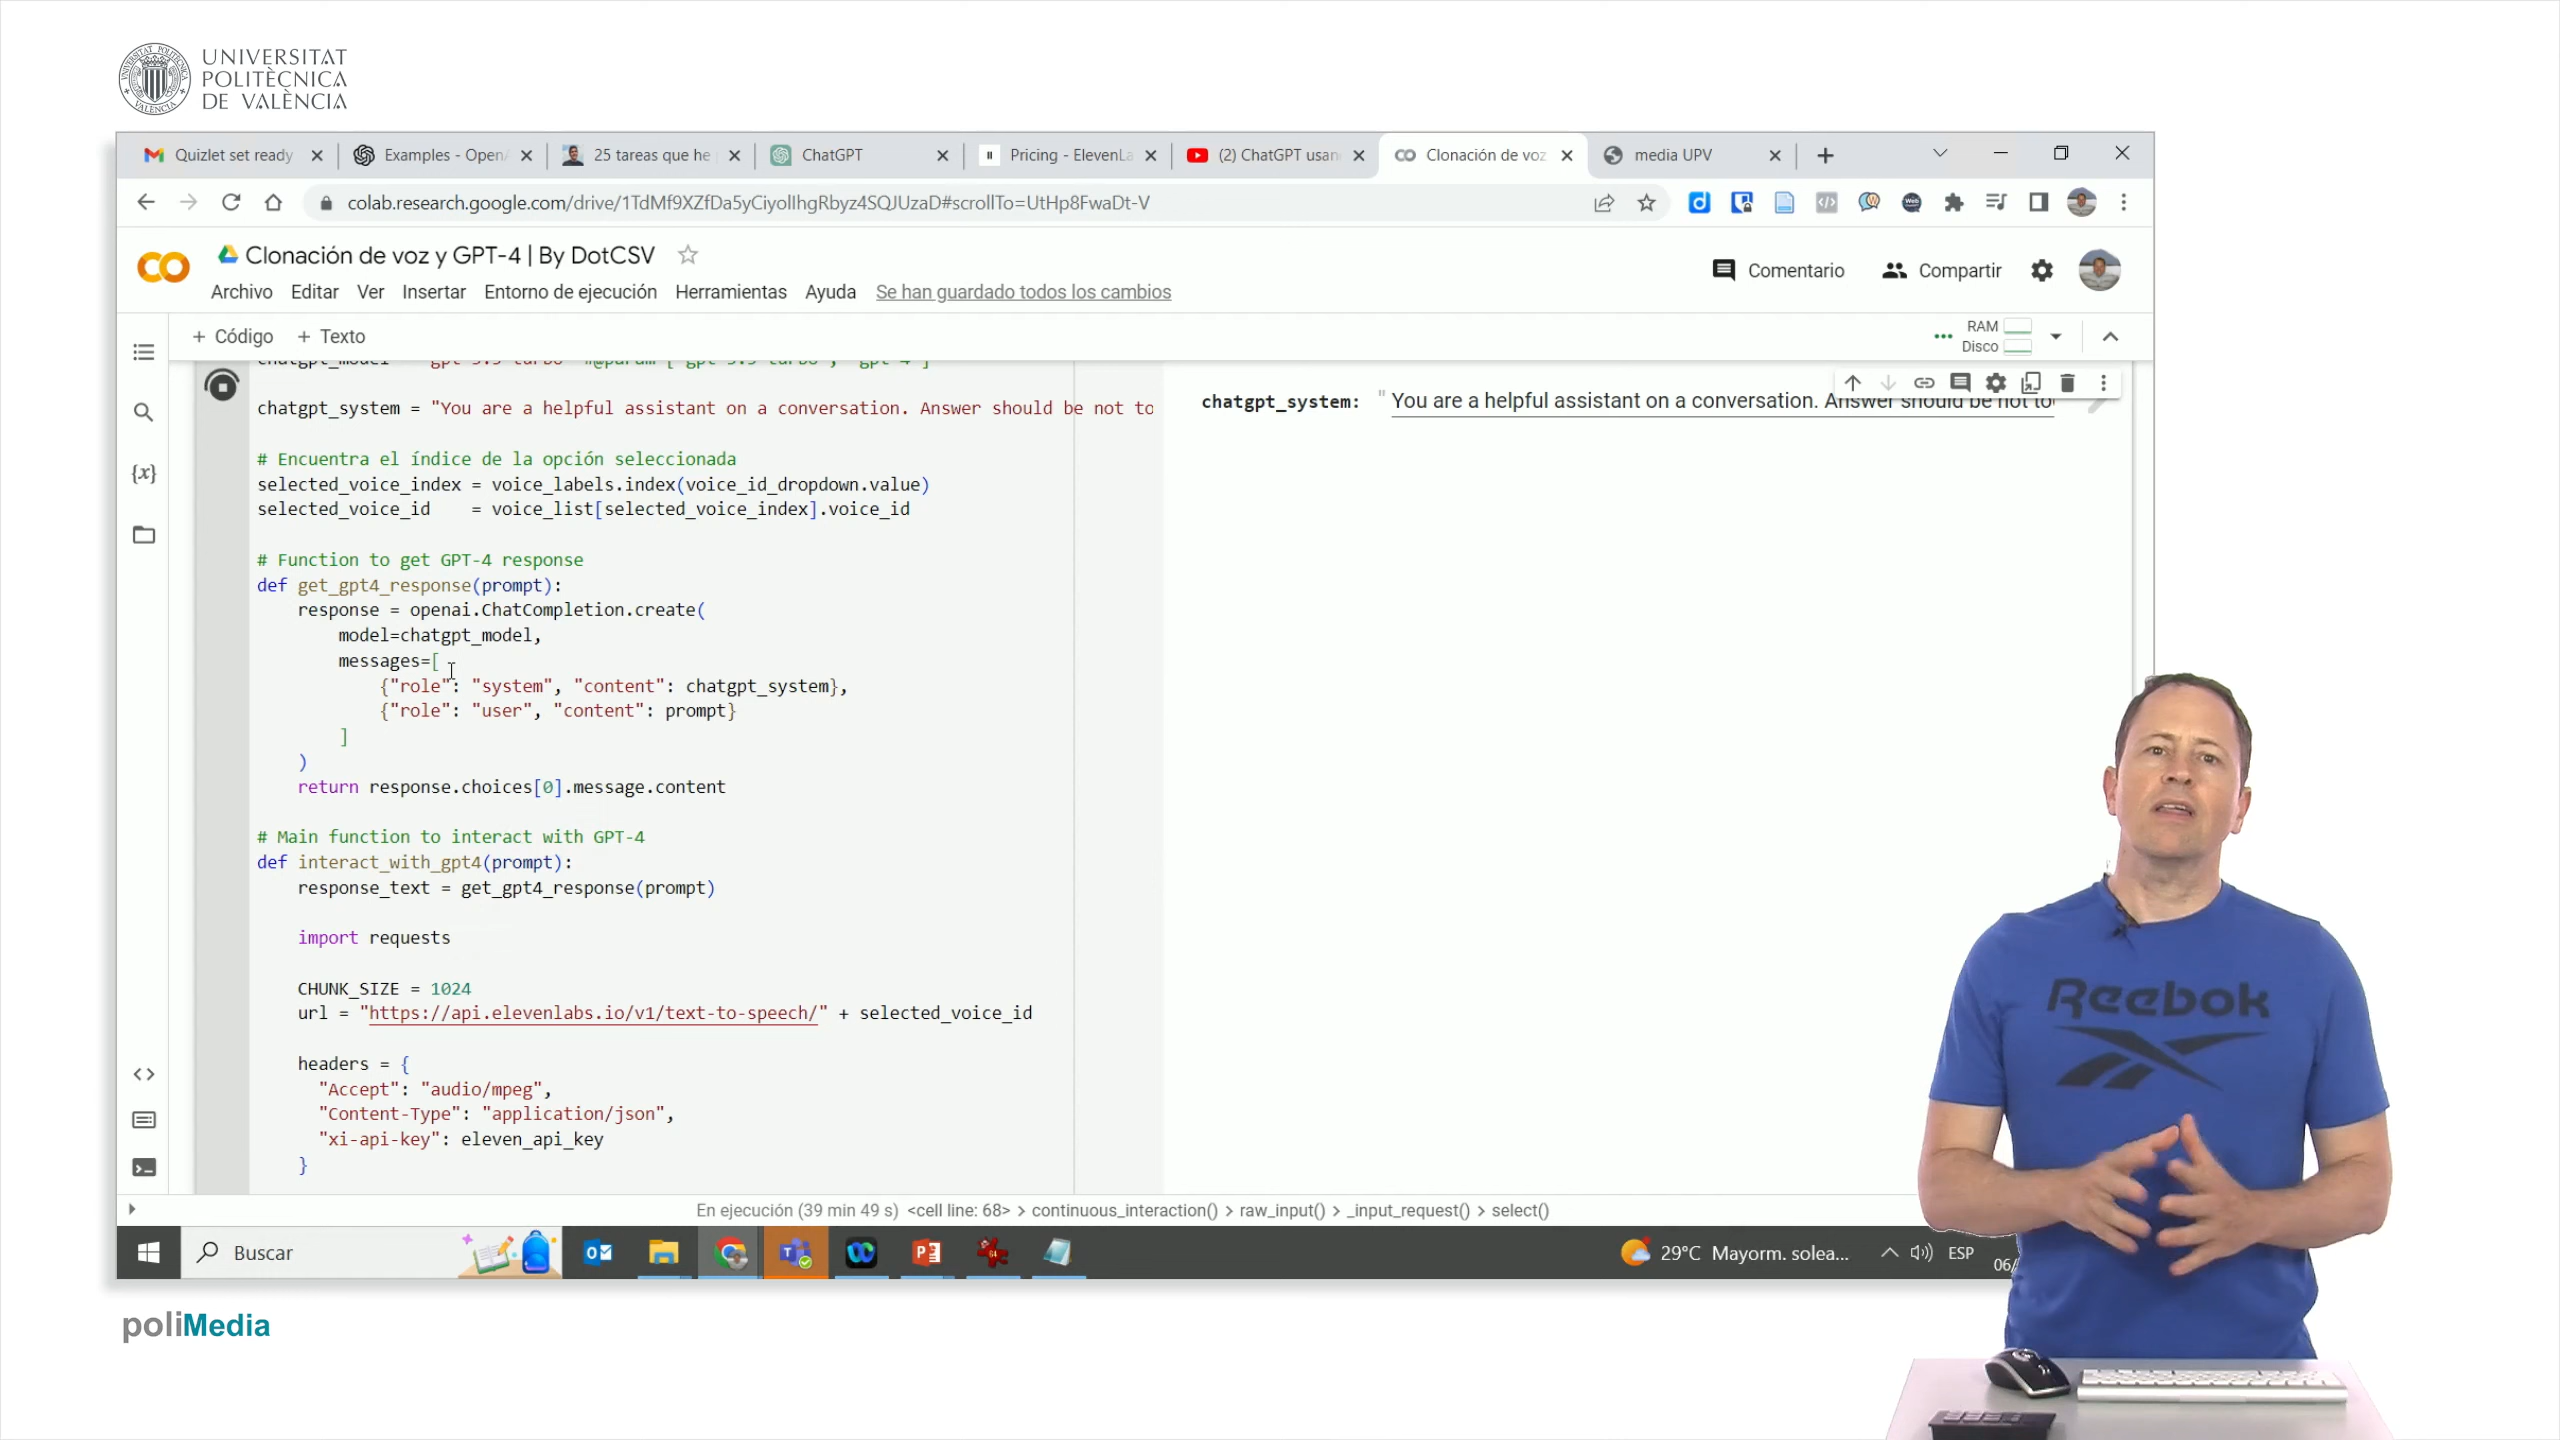 UNIVERSITAT
POLITÈCNICA
DE VALÈNCIA
Quizlet set ready
Examples - OpenA
25 tareas que he
ChatGPT
Pricing - ElevenLa
(2) ChatGPT usan
Clonación de voz
media UPV
colab.research.google.com/drive/1TdMf9XZfDa5yCiyolIhgRbyz4SQJUzaD#scrollTo=UtHp8FwaDt-V
Clonación de voz y GPT-4 | By DotCSV
Comentario
Compartir
Archivo Editar Ver Insertar Entorno de ejecución Herramientas Ayuda Se han guardado todos los cambios
+ Código + Texto
RAM
Disco
chatgpt_system = "You are a helpful assistant on a conversation. Answer should be not to
chatgpt_system: " You are a helpful assistant on a conversation. Answer should be not to
# Encuentra el índice de la opción seleccionada
selected_voice_index = voice_labels.index(voice_id_dropdown.value)
selected_voice_id    = voice_list[selected_voice_index].voice_id
# Function to get GPT-4 response
def get_gpt4_response(prompt):
response = openai.ChatCompletion.create(
model=chatgpt_model,
messages=[
{"role": "system", "content": chatgpt_system},
{"role": "user", "content": prompt}
]
)
return response.choices[0].message.content
# Main function to interact with GPT-4
def interact_with_gpt4(prompt):
response_text = get_gpt4_response(prompt)
import requests
CHUNK_SIZE = 1024
url = "https://api.elevenlabs.io/v1/text-to-speech/" + selected_voice_id
headers = {
"Accept": "audio/mpeg",
"Content-Type": "application/json",
"xi-api-key": eleven_api_key
}
En ejecución (39 min 49 s) <cell line: 68> > continuous_interaction() > raw_input() > _input_request() > select()
Buscar
29°C Mayorm. solea...
ESP
06/
Reebok
poliMedia